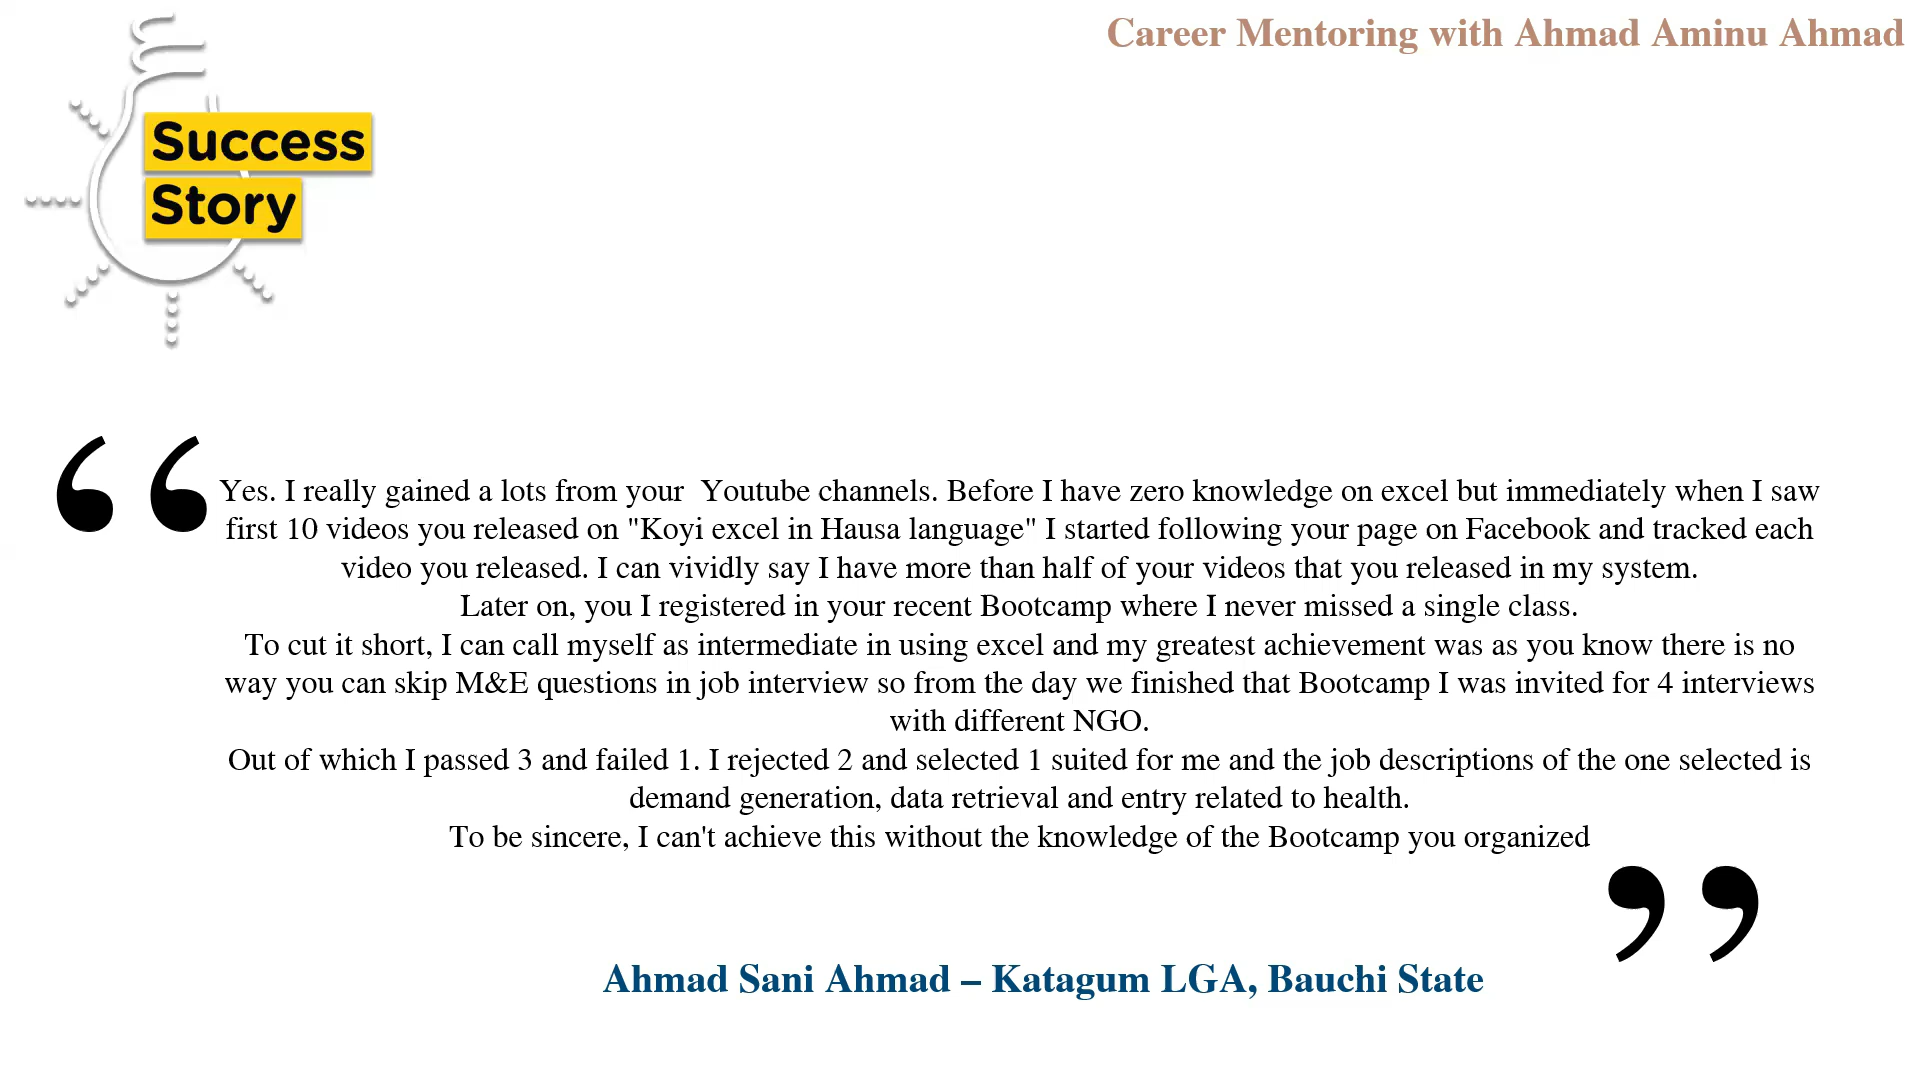 Career Mentoring with Ahmad Aminu Ahmad
Success
Story
“ Yes. I really gained a lots from your  Youtube channels. Before I have zero knowledge on excel but immediately when I saw
first 10 videos you released on "Koyi excel in Hausa language" I started following your page on Facebook and tracked each
video you released. I can vividly say I have more than half of your videos that you released in my system.
Later on, you I registered in your recent Bootcamp where I never missed a single class.
To cut it short, I can call myself as intermediate in using excel and my greatest achievement was as you know there is no
way you can skip M&E questions in job interview so from the day we finished that Bootcamp I was invited for 4 interviews
with different NGO.
Out of which I passed 3 and failed 1. I rejected 2 and selected 1 suited for me and the job descriptions of the one selected is
demand generation, data retrieval and entry related to health.
To be sincere, I can't achieve this without the knowledge of the Bootcamp you organized
”
Ahmad Sani Ahmad – Katagum LGA, Bauchi State